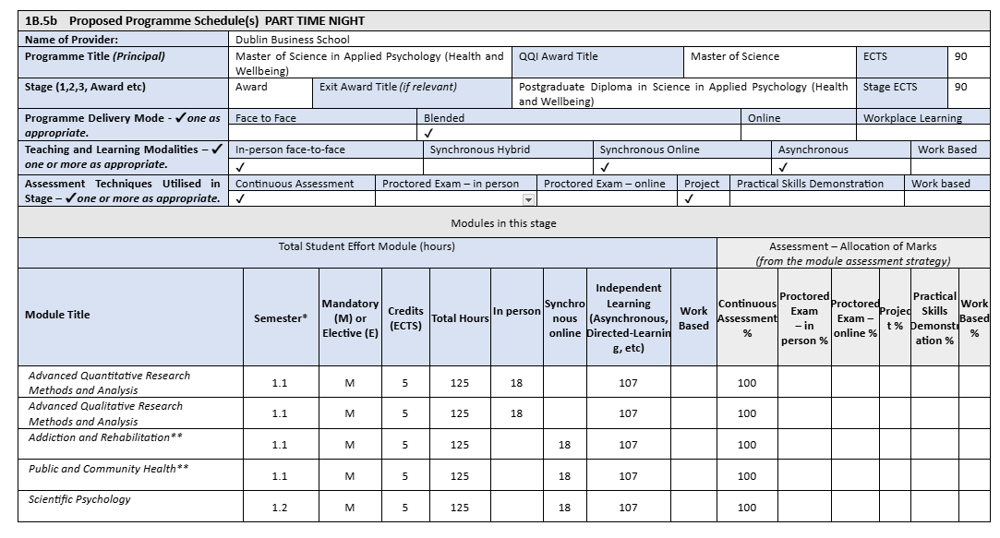 1B.5b Proposed Programme Schedule(s) PART TIME NIGHT
Name of Provider: Dublin Business School
Programme Title (Principal) Master of Science in Applied Psychology (Health and Wellbeing) QQI Award Title Master of Science ECTS 90
Stage (1,2,3, Award etc) Award Exit Award Title (if relevant) Postgraduate Diploma in Science in Applied Psychology (Health and Wellbeing) Stage ECTS 90
Programme Delivery Mode - ✓one as appropriate. Face to Face Blended Online Workplace Learning
✓
Teaching and Learning Modalities – ✓ one or more as appropriate. In-person face-to-face Synchronous Hybrid Synchronous Online Asynchronous Work Based
✓ ✓ ✓
Assessment Techniques Utilised in Stage – ✓one or more as appropriate. Continuous Assessment Proctored Exam – in person Proctored Exam – online Project Practical Skills Demonstration Work based
✓ ✓
Modules in this stage
Total Student Effort Module (hours) Assessment – Allocation of Marks
(from the module assessment strategy)
Module Title Semester* Mandatory (M) or Elective (E) Credits (ECTS) Total Hours In person Synchronous online Independent Learning (Asynchronous, Directed-Learning, etc) Work Based Continuous Assessment % Proctored Exam – in person % Proctored Exam – online % Project % Practical Skills Demonstration % Work Based %
Advanced Quantitative Research Methods and Analysis 1.1 M 5 125 18 107 100
Advanced Qualitative Research Methods and Analysis 1.1 M 5 125 18 107 100
Addiction and Rehabilitation** 1.1 M 5 125 18 107 100
Public and Community Health** 1.1 M 5 125 18 107 100
Scientific Psychology 1.2 M 5 125 18 107 100